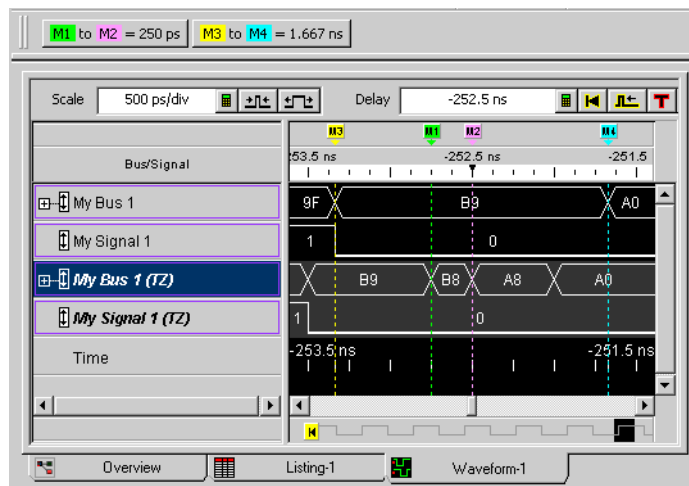 M1 to M2 = 250 ps M3 to M4 = 1.667 ns
Scale 500 ps/div Delay -252.5 ns T
M3 M1 M2 M4
Bus/Signal
53.5 ns -252.5 ns -251.5
My Bus 1 9F B9 A0
My Signal 1 1 0
My Bus 1 (TZ) B9 B8 A8 A0
My Signal 1 (TZ) 1 0
Time -253.5 ns -251.5 ns
Overview Listing-1 Waveform-1